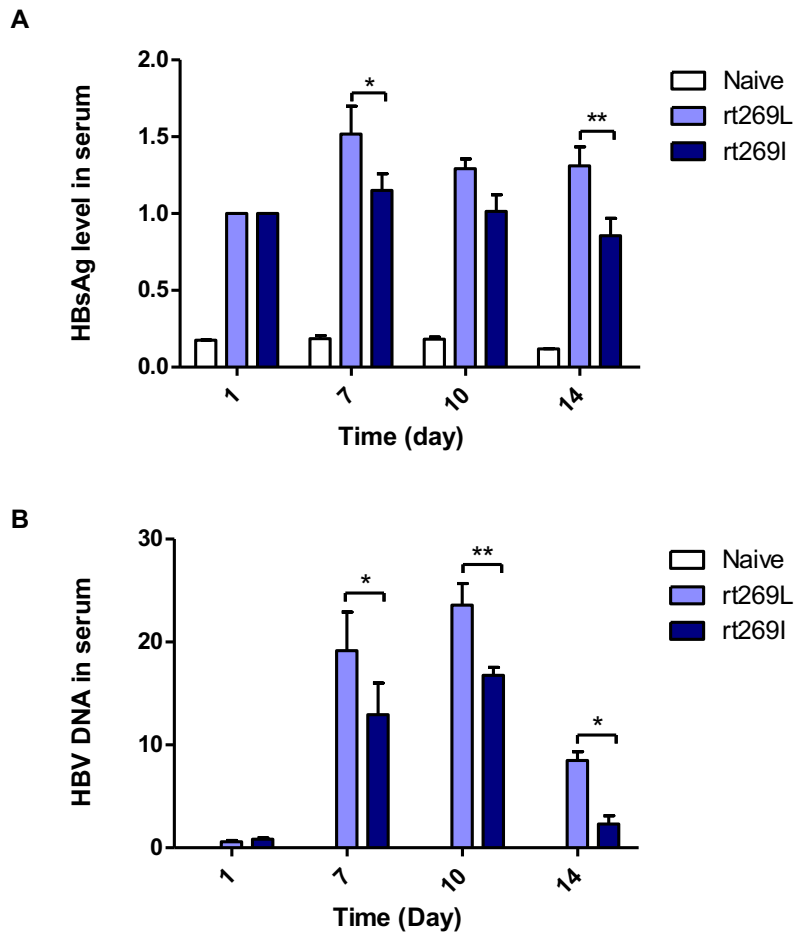 A
HBsAg level in serum
2.0
1.5
1.0
0.5
0.0
*
**
1
7
10
14
Time (day)
Naive
rt269L
rt269I
B
HBV DNA in serum
30
20
10
0
*
**
*
1
7
10
14
Time (Day)
Naive
rt269L
rt269I